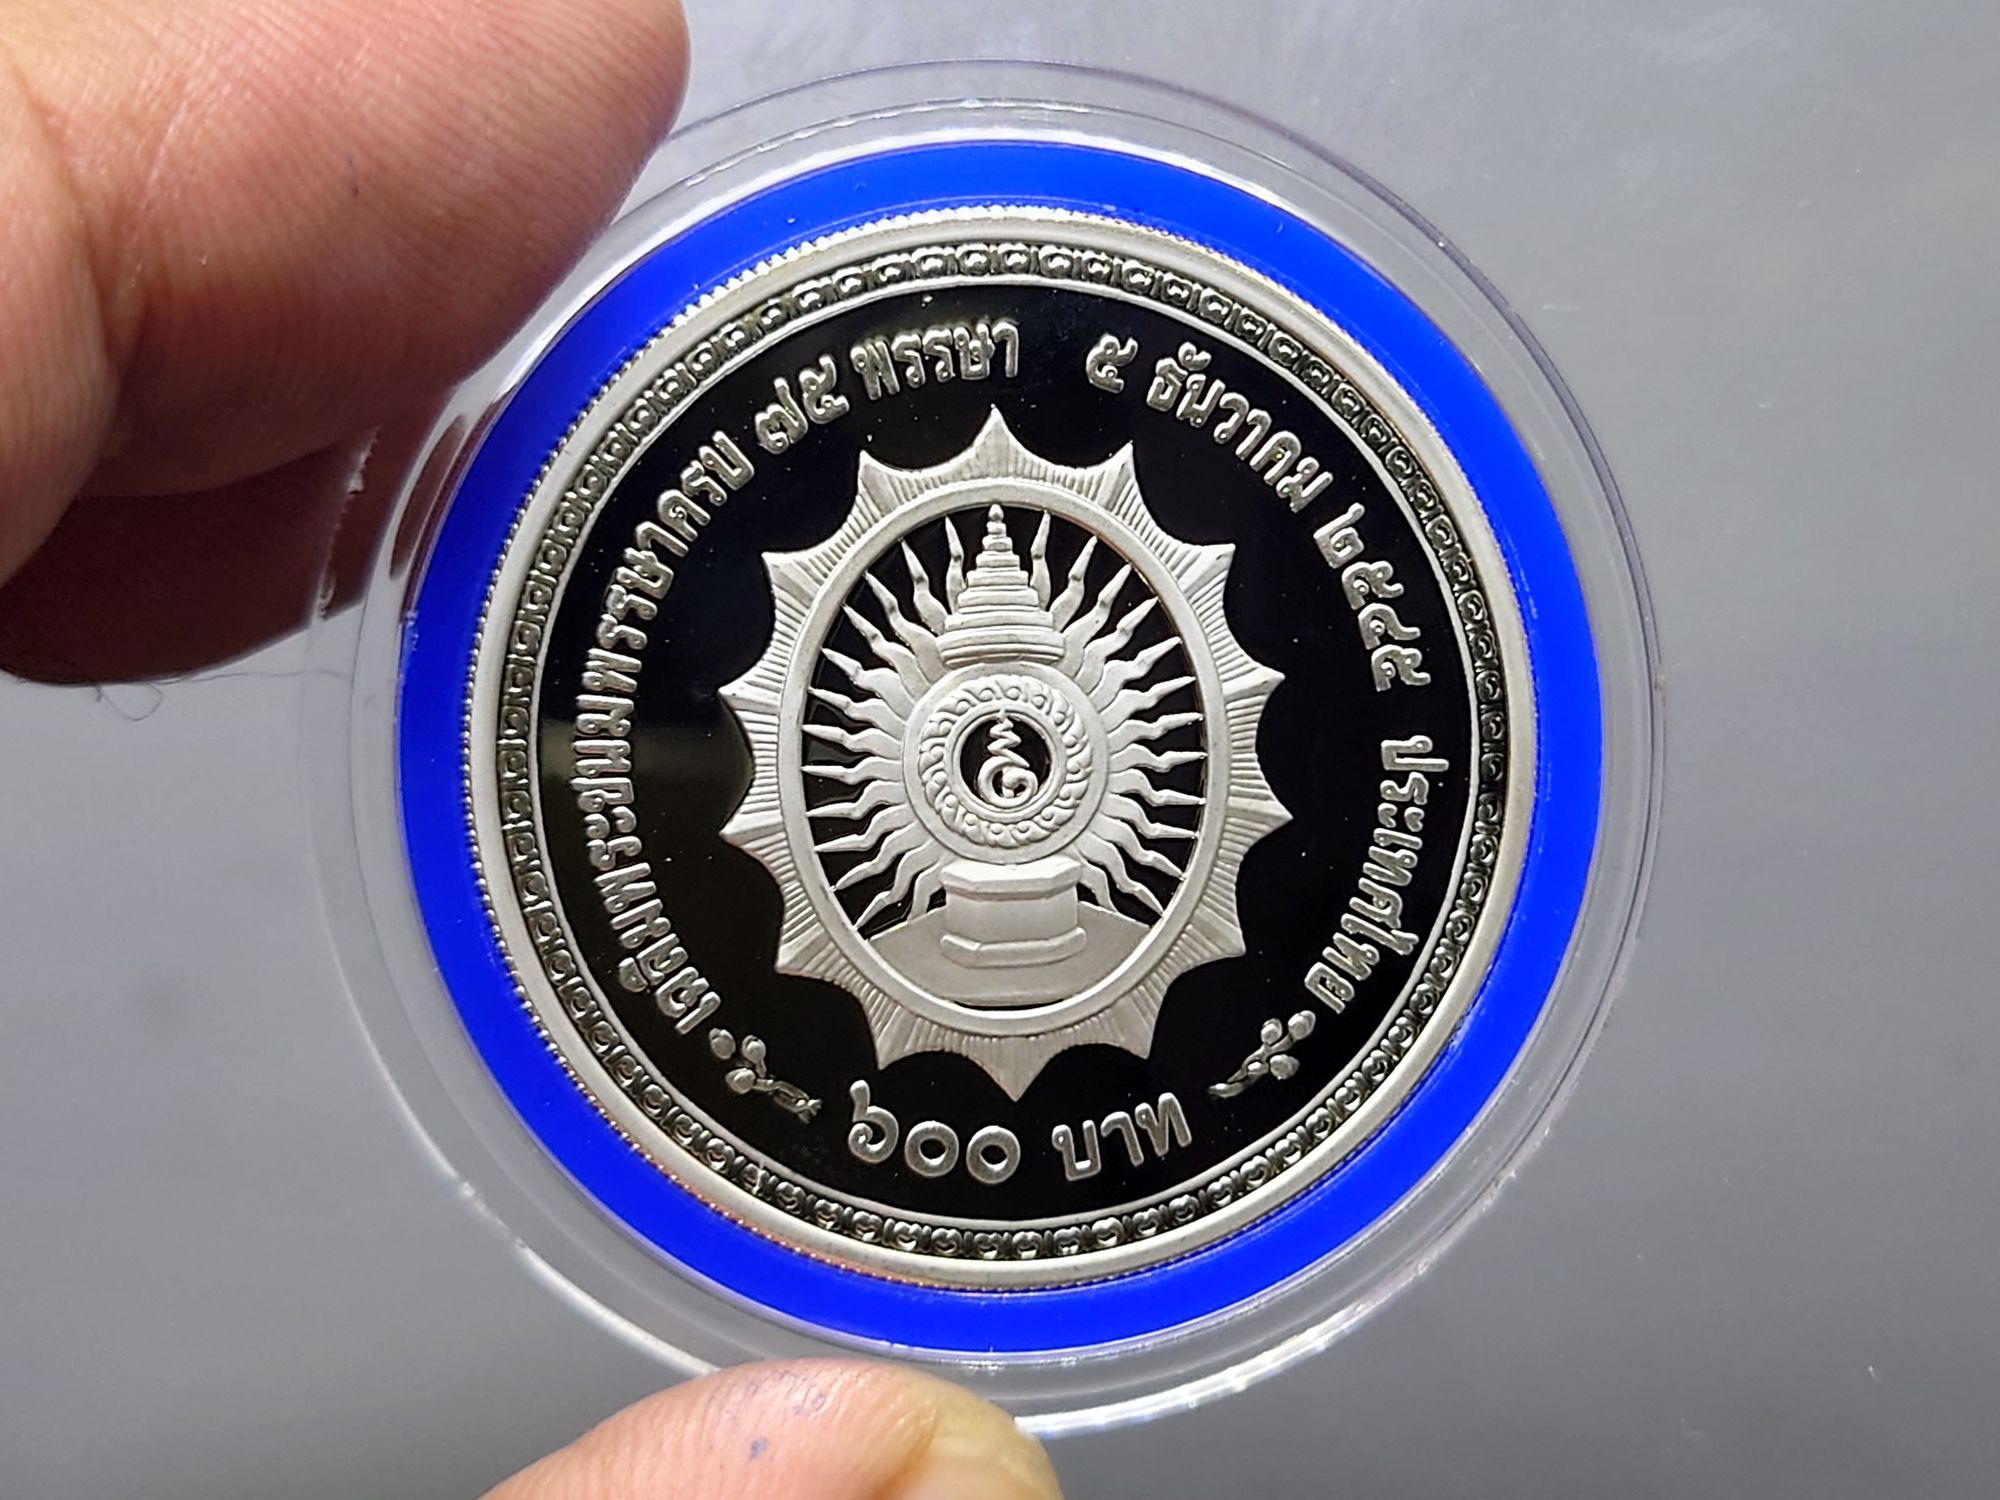 เฉลิมพระชนมพรรษาครบ ๗๕ พรรษา ๕ ธันวาคม ๒๕๔๕ ประเทศไทย
๖๐๐ บาท